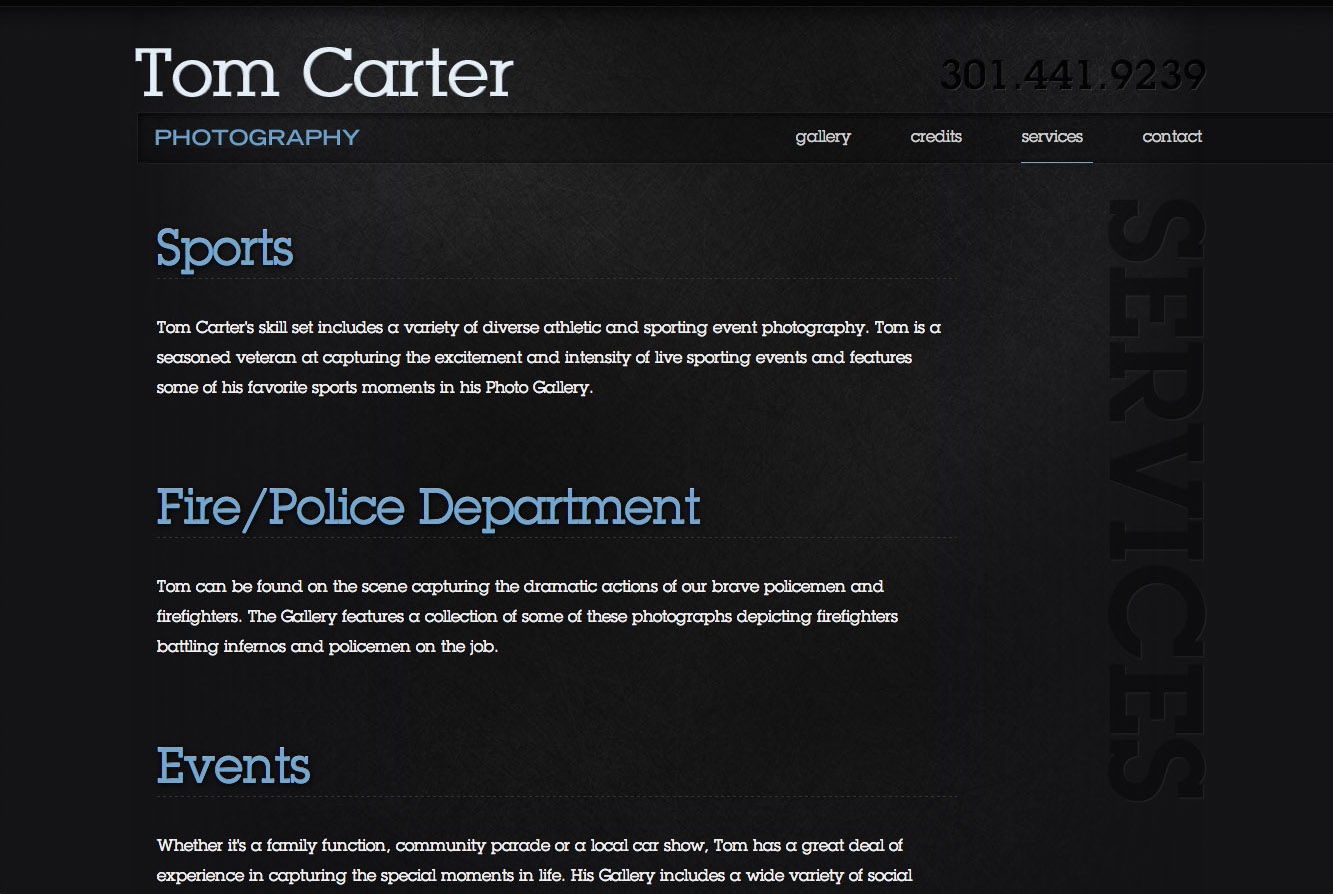 Tom Carter
301.441.9239
PHOTOGRAPHY
gallery credits services contact
SERVICES
Sports
Tom Carter's skill set includes a variety of diverse athletic and sporting event photography. Tom is a
seasoned veteran at capturing the excitement and intensity of live sporting events and features
some of his favorite sports moments in his Photo Gallery.
Fire/Police Department
Tom can be found on the scene capturing the dramatic actions of our brave policemen and
firefighters. The Gallery features a collection of some of these photographs depicting firefighters
battling infernos and policemen on the job.
Events
Whether it's a family function, community parade or a local car show, Tom has a great deal of
experience in capturing the special moments in life. His Gallery includes a wide variety of social